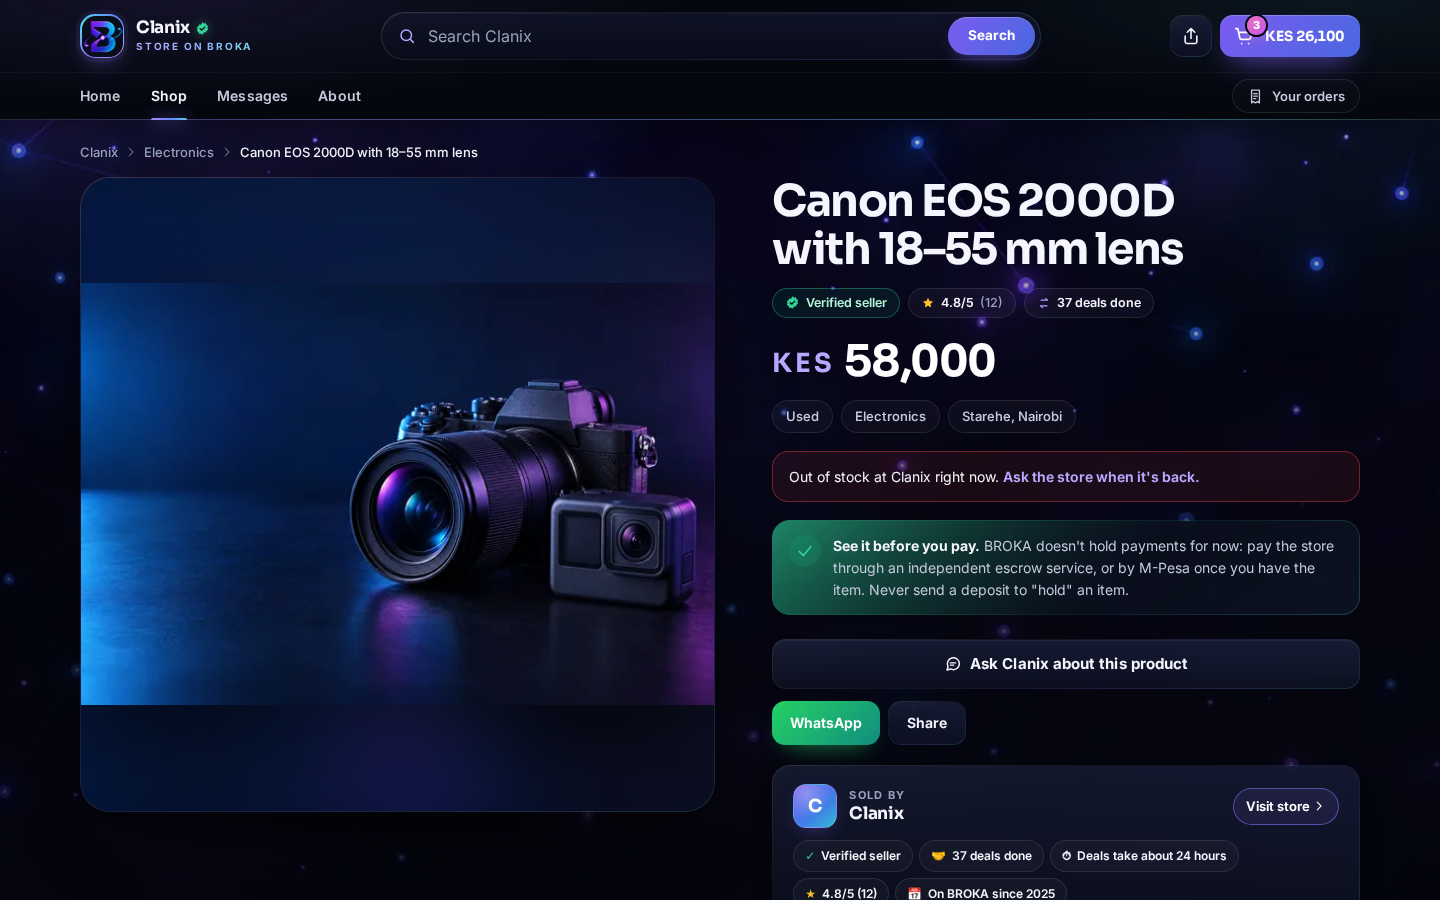 Clanix
STORE ON BROKA
Search Clanix
Search
3
KES 26,100
Home
Shop
Messages
About
Your orders
Clanix
Electronics
Canon EOS 2000D with 18–55 mm lens
Canon EOS 2000D
with 18–55 mm lens
Verified seller
4.8/5 (12)
37 deals done
KES 58,000
Used
Electronics
Starehe, Nairobi
Out of stock at Clanix right now. Ask the store when it's back.
See it before you pay. BROKA doesn't hold payments for now: pay the store
through an independent escrow service, or by M-Pesa once you have the
item. Never send a deposit to "hold" an item.
Ask Clanix about this product
WhatsApp
Share
C
SOLD BY
Clanix
Visit store
Verified seller
37 deals done
Deals take about 24 hours
4.8/5 (12)
On BROKA since 2025